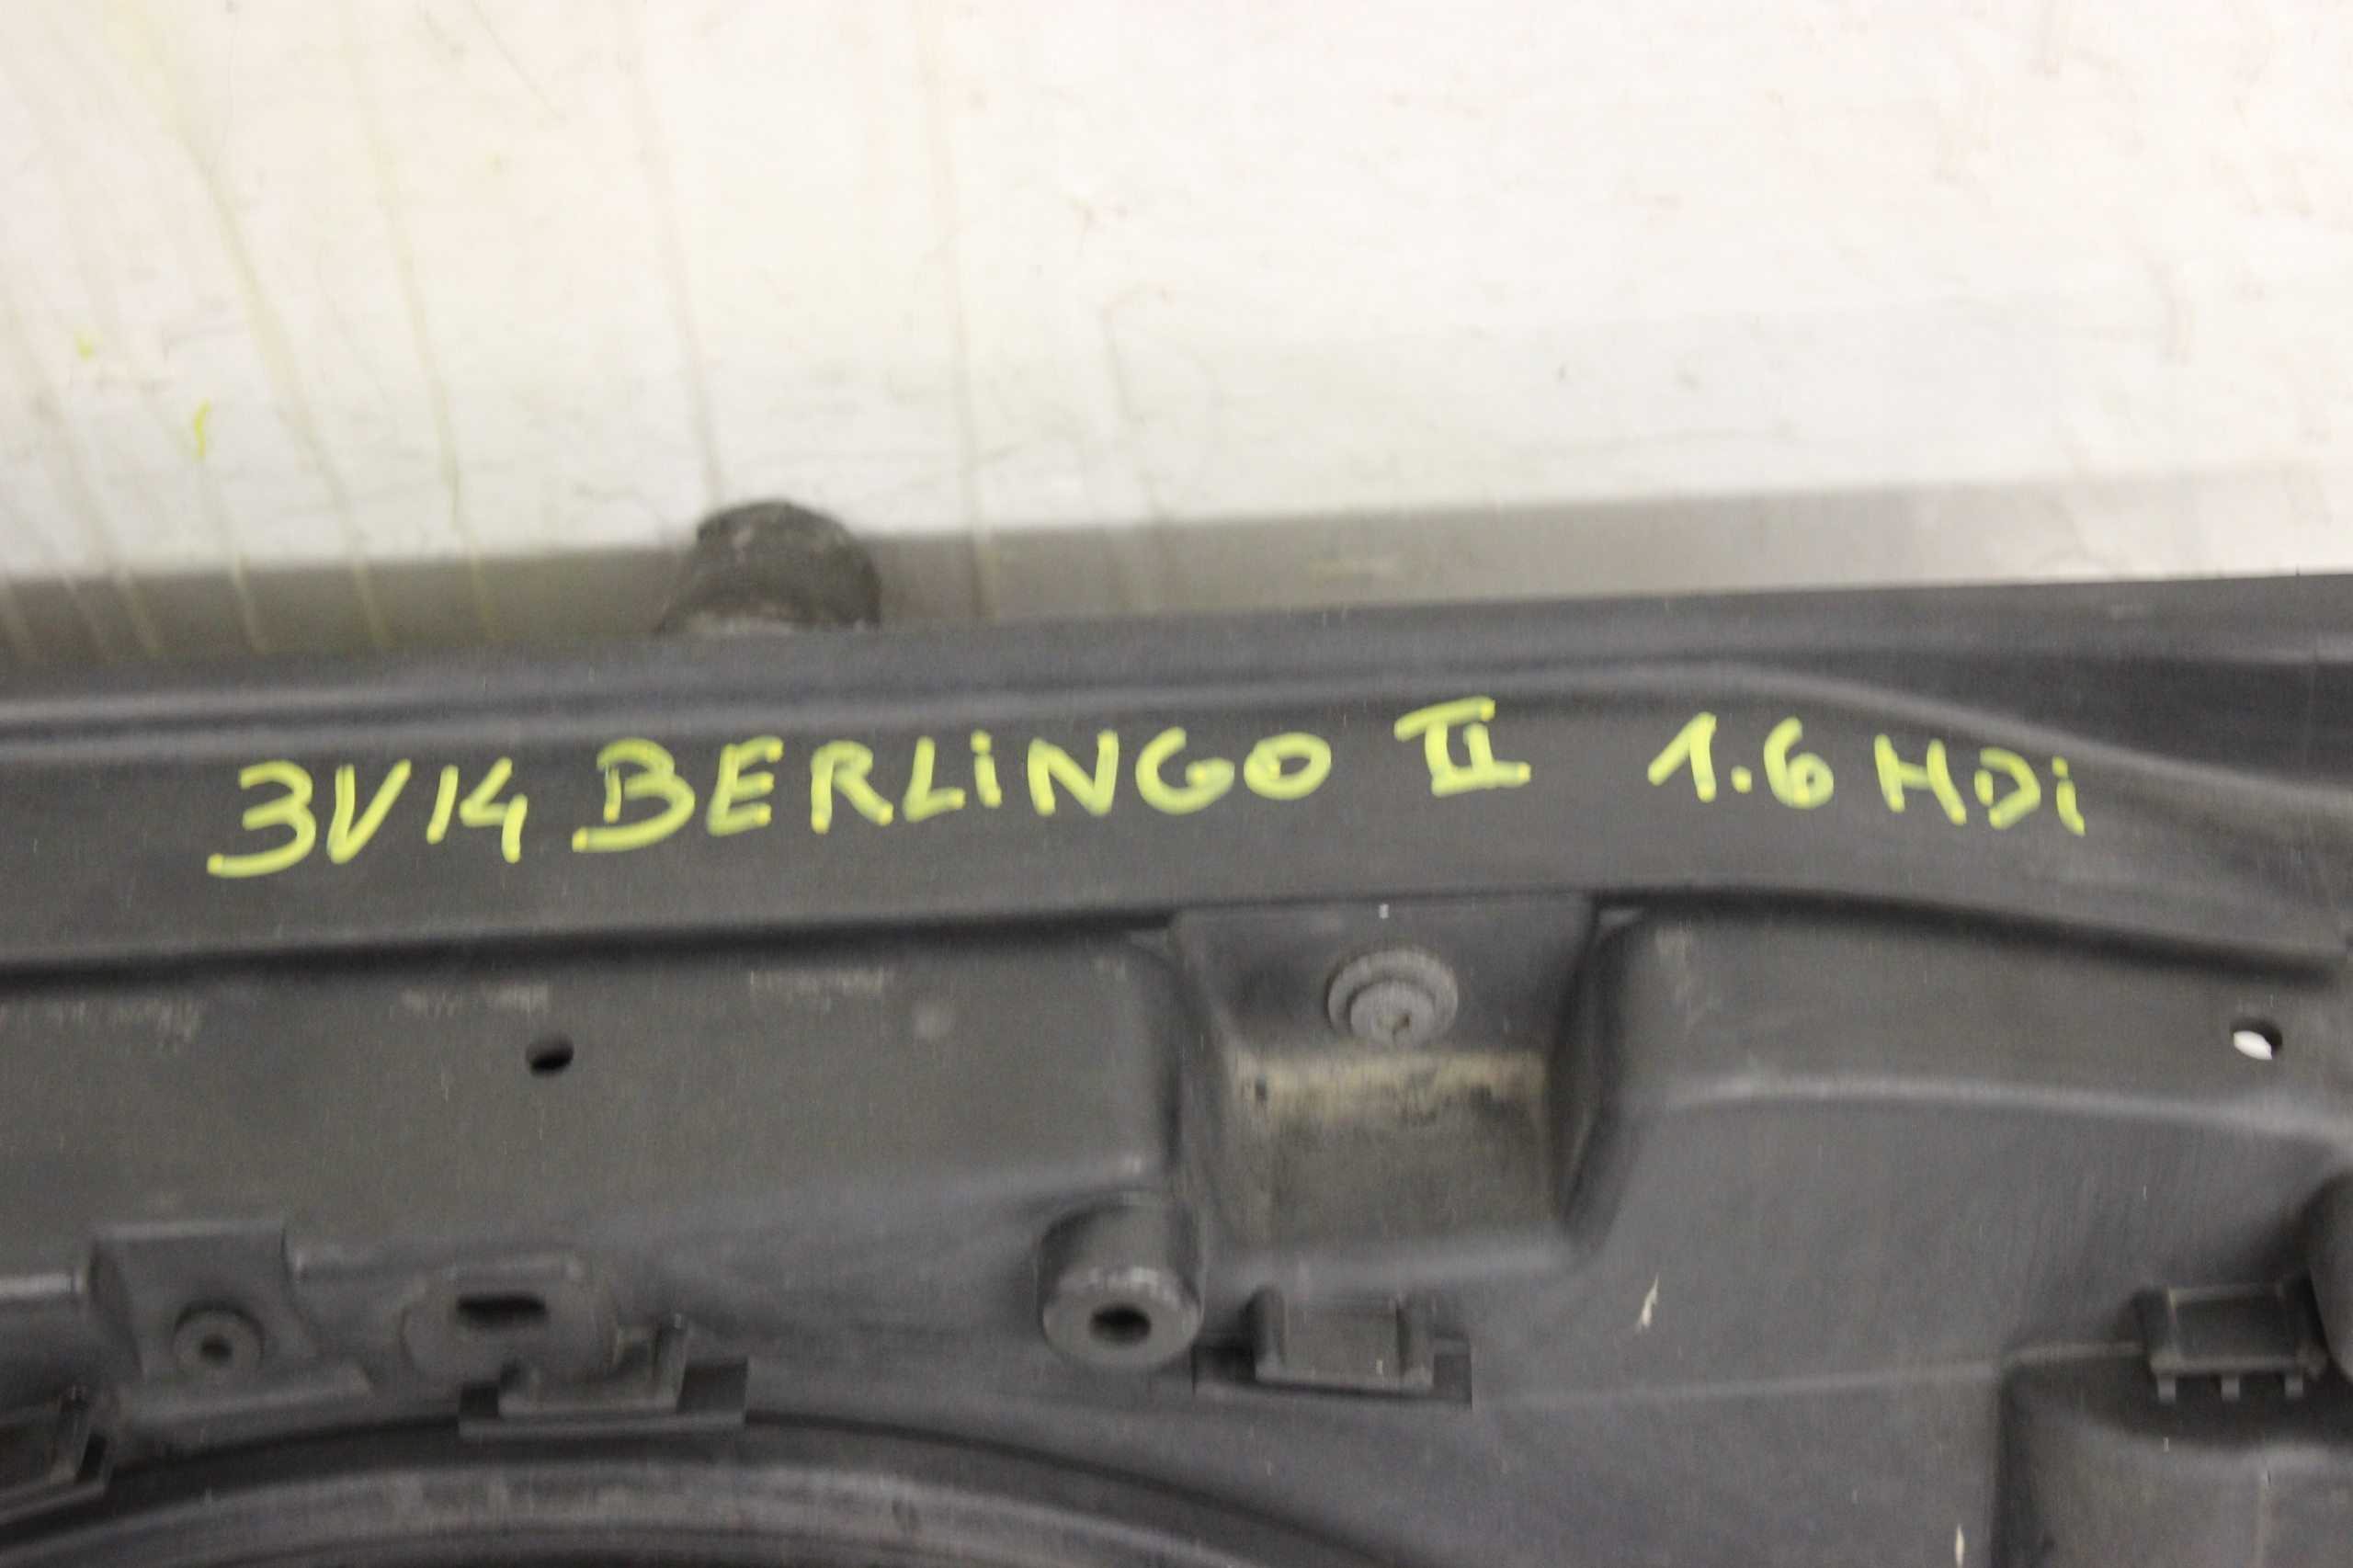 3V14 BERLiNGO II 1.6 HDi